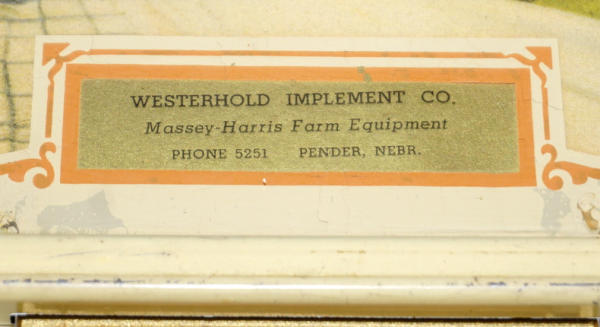 WESTERHOLD IMPLEMENT CO.
Massey-Harris Farm Equipment
PHONE 5251 PENDER, NEBR.